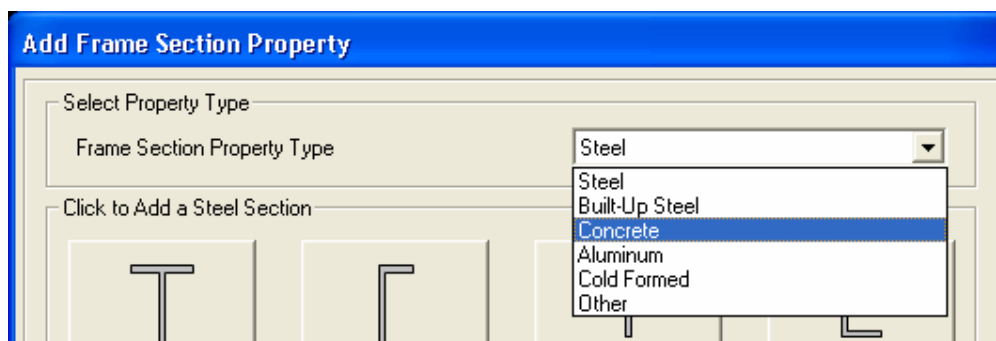 Add Frame Section Property
Select Property Type
Frame Section Property Type
Steel
Steel
Built-Up Steel
Concrete
Aluminum
Cold Formed
Other
Click to Add a Steel Section